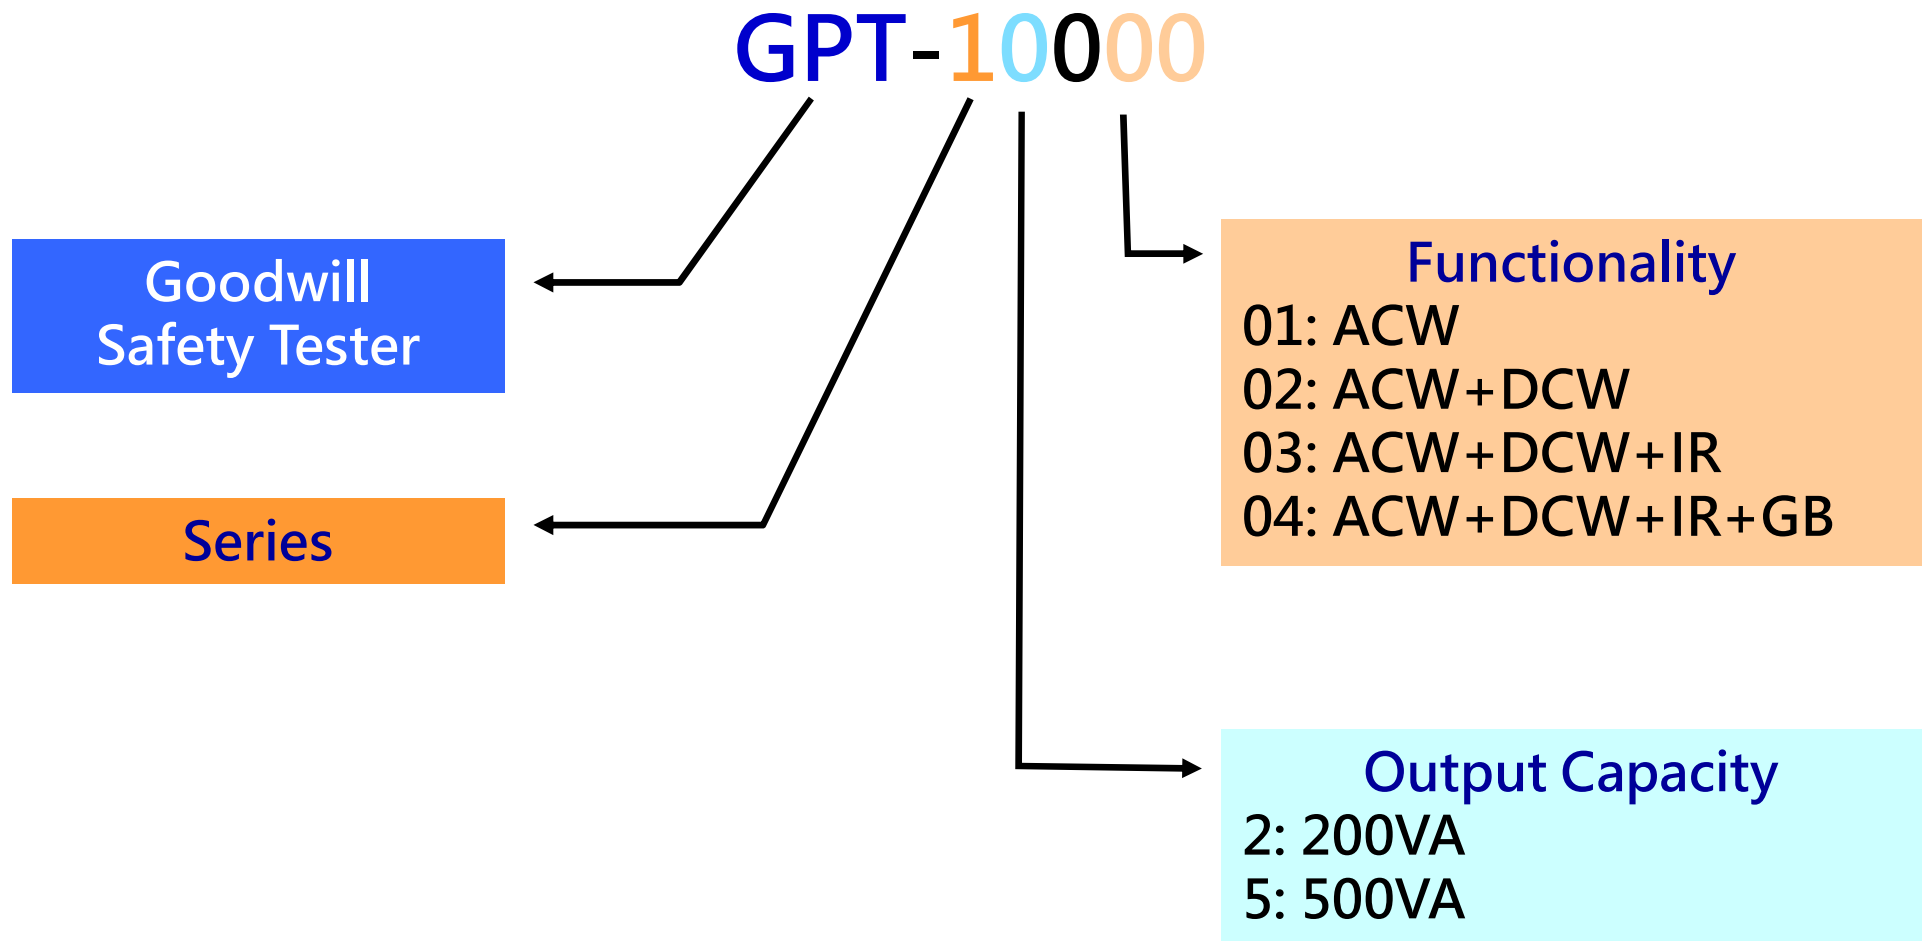 GPT-10000
Goodwill
Safety Tester
Series
Functionality
01: ACW
02: ACW+DCW
03: ACW+DCW+IR
04: ACW+DCW+IR+GB
Output Capacity
2: 200VA
5: 500VA